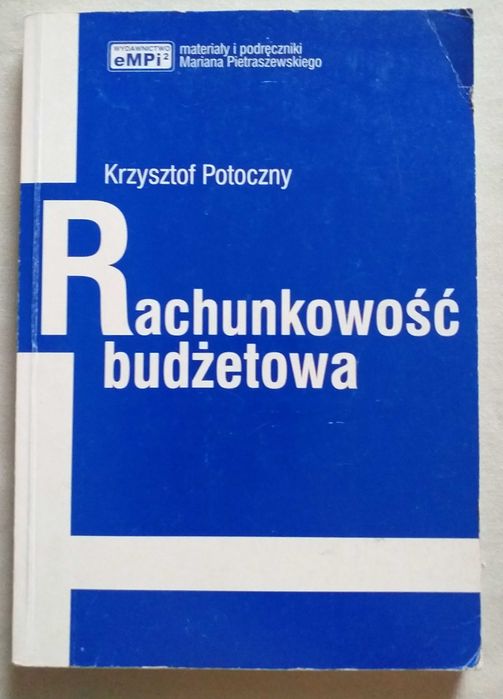 WYDAWNICTWO
eMPi²
materiały i podręczniki
Mariana Pietraszewskiego
Krzysztof Potoczny
Rachunkowość
budżetowa